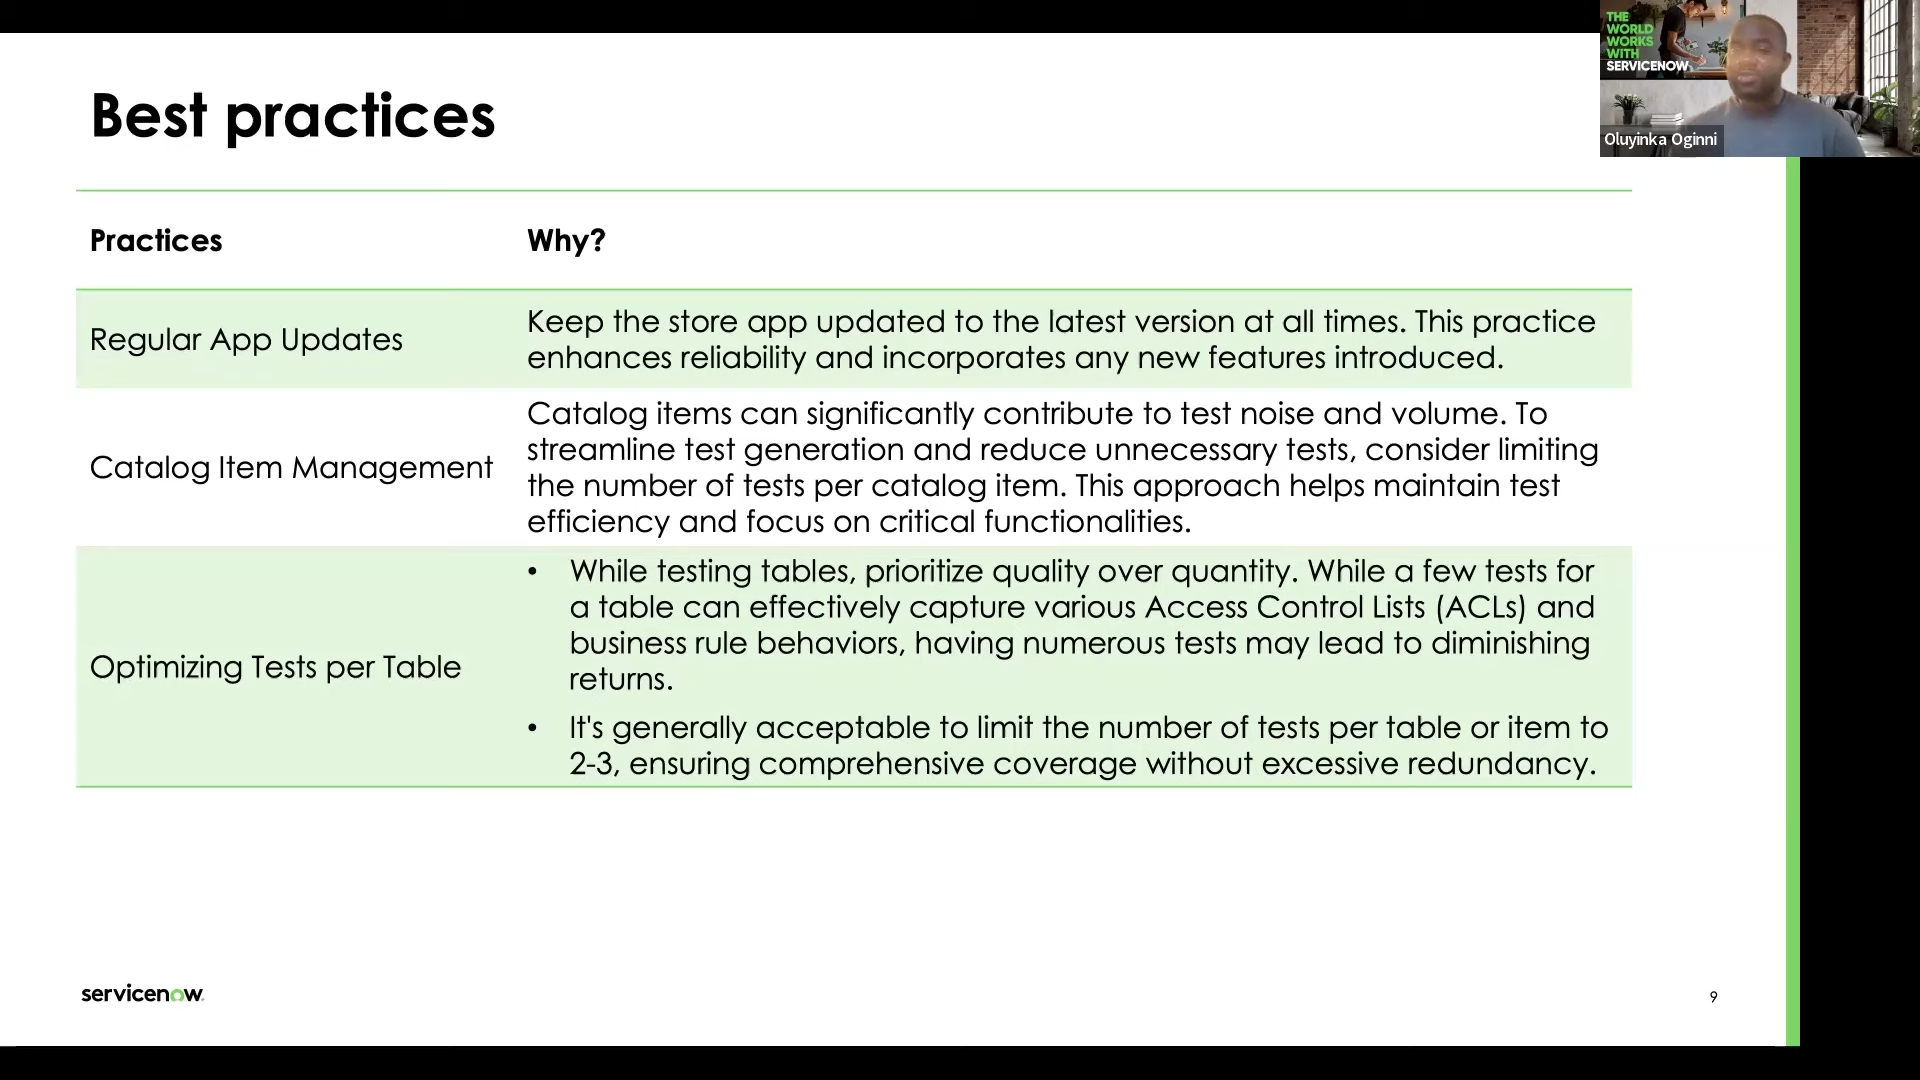 THE
WORLD
WORKS
WITH
SERVICENOW
Oluyinka Oginni
Best practices
Practices
Why?
Regular App Updates
Keep the store app updated to the latest version at all times. This practice
enhances reliability and incorporates any new features introduced.
Catalog Item Management
Catalog items can significantly contribute to test noise and volume. To
streamline test generation and reduce unnecessary tests, consider limiting
the number of tests per catalog item. This approach helps maintain test
efficiency and focus on critical functionalities.
Optimizing Tests per Table
• While testing tables, prioritize quality over quantity. While a few tests for
a table can effectively capture various Access Control Lists (ACLs) and
business rule behaviors, having numerous tests may lead to diminishing
returns.
• It's generally acceptable to limit the number of tests per table or item to
2-3, ensuring comprehensive coverage without excessive redundancy.
servicenow
9